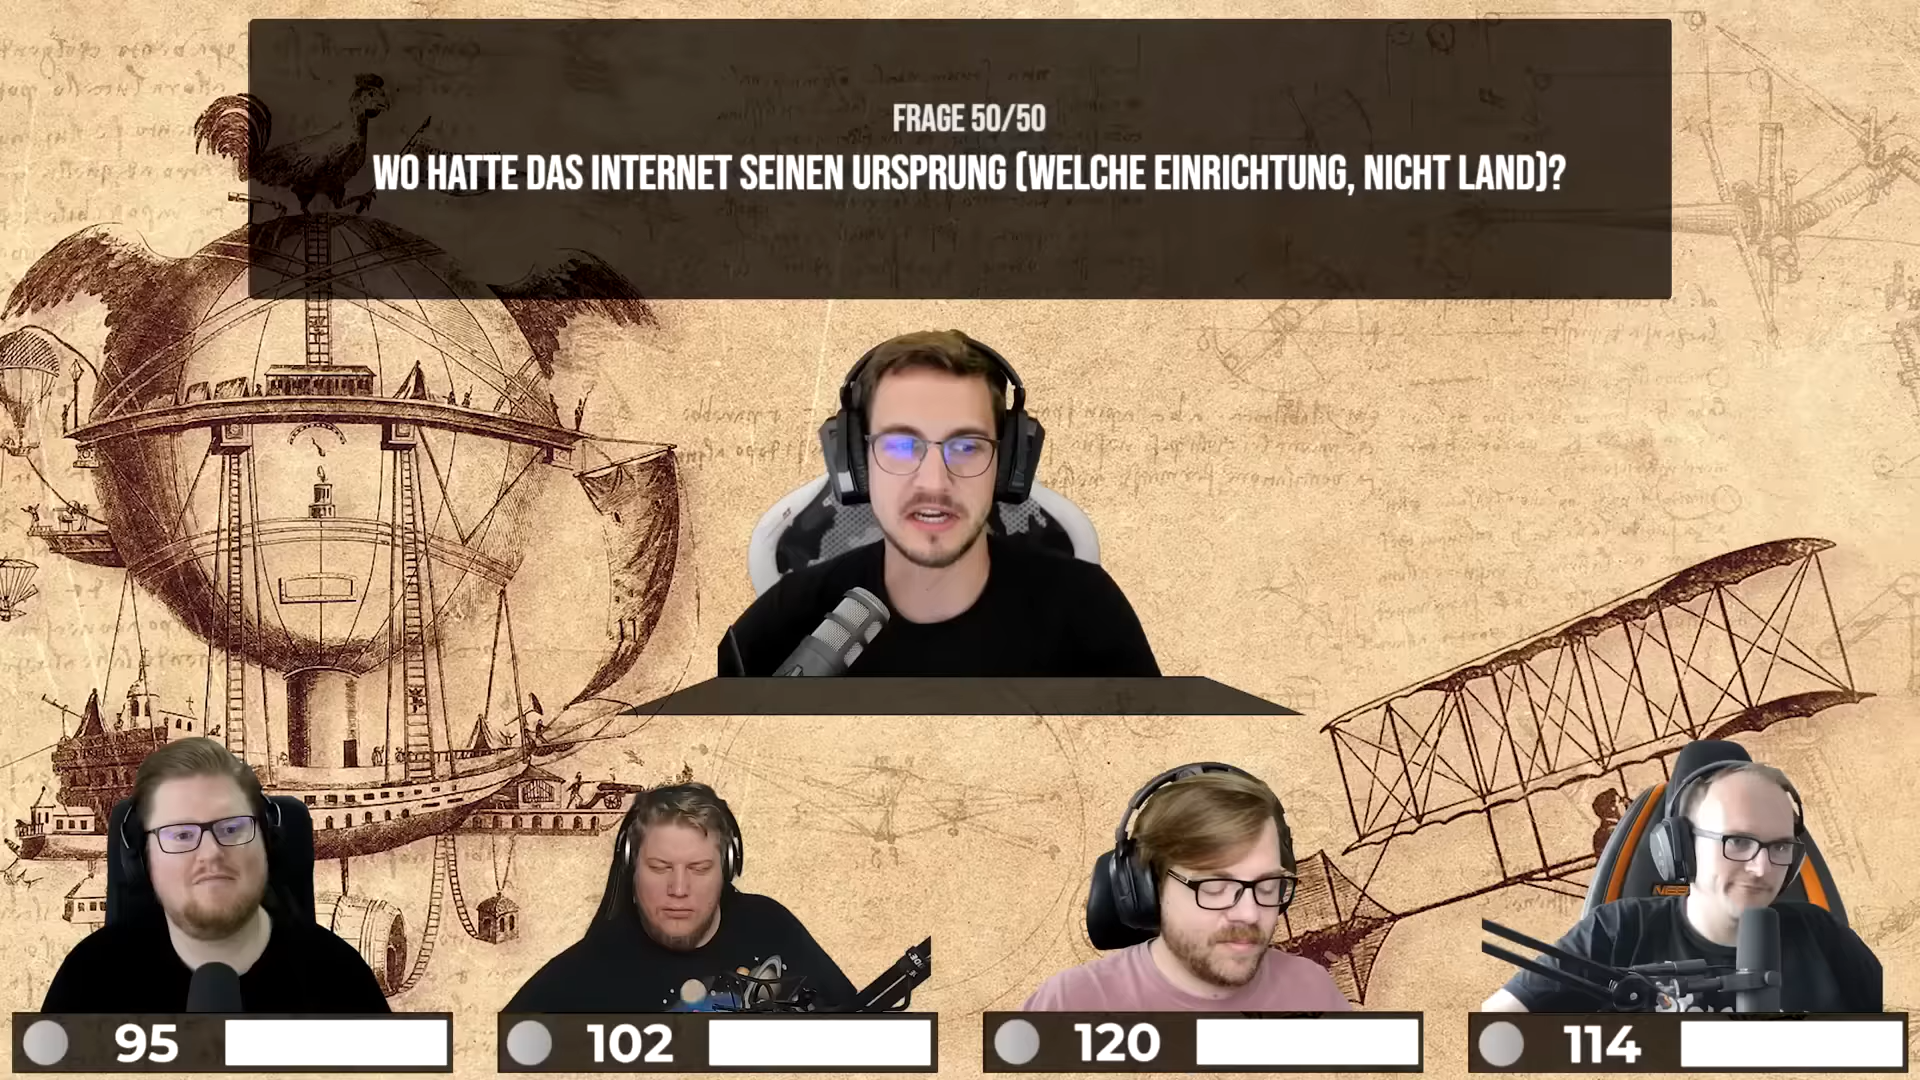 FRAGE 50/50
WO HATTE DAS INTERNET SEINEN URSPRUNG (WELCHE EINRICHTUNG, NICHT LAND)?
95
102
120
114